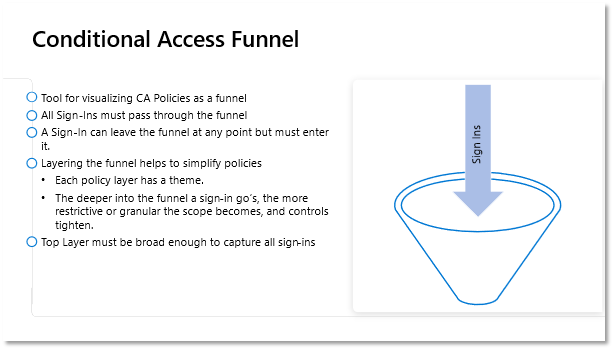 Conditional Access Funnel
Tool for visualizing CA Policies as a funnel
All Sign-Ins must pass through the funnel
A Sign-In can leave the funnel at any point but must enter
it.
Layering the funnel helps to simplify policies
• Each policy layer has a theme.
• The deeper into the funnel a sign-in go’s, the more
restrictive or granular the scope becomes, and controls
tighten.
Top Layer must be broad enough to capture all sign-ins
Sign Ins